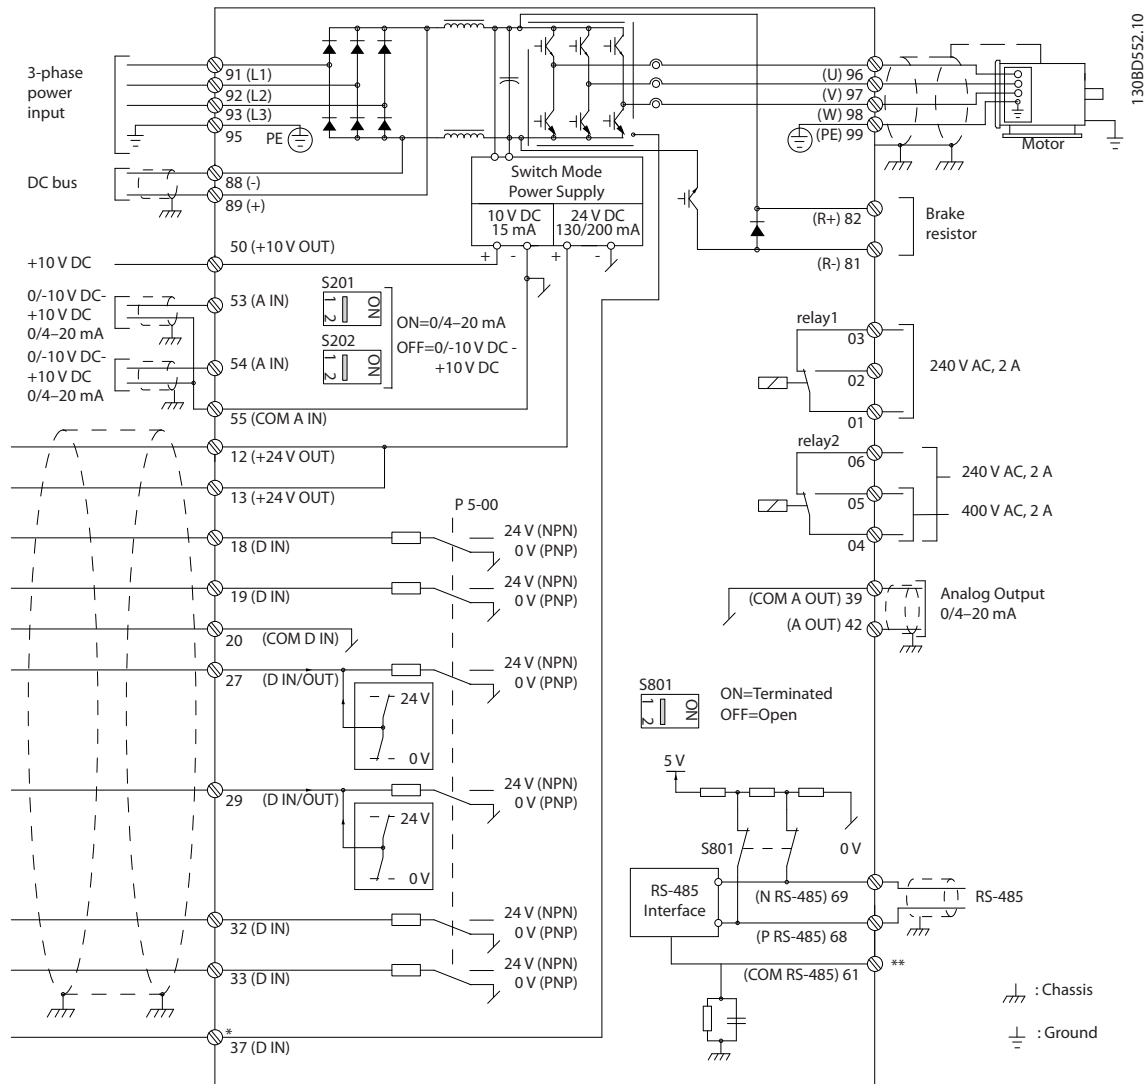 130BD552.10
3-phase
power
input
91 (L1)
92 (L2)
93 (L3)
95
PE
(U) 96
(V) 97
(W) 98
(PE) 99
Motor
DC bus
88 (-)
89 (+)
Switch Mode
Power Supply
10 V DC
15 mA
24 V DC
130/200 mA
+
-
+
-
(R+) 82
(R-) 81
Brake
resistor
+10 V DC
50 (+10 V OUT)
0/-10 V DC-
+10 V DC
0/4–20 mA
53 (A IN)
0/-10 V DC-
+10 V DC
0/4–20 mA
54 (A IN)
55 (COM A IN)
S201
1
2
ON
S202
1
2
ON
ON=0/4–20 mA
OFF=0/-10 V DC -
+10 V DC
relay1
03
02
01
240 V AC, 2 A
relay2
06
05
04
240 V AC, 2 A
400 V AC, 2 A
12 (+24 V OUT)
13 (+24 V OUT)
P 5-00
18 (D IN)
24 V (NPN)
0 V (PNP)
19 (D IN)
24 V (NPN)
0 V (PNP)
20
(COM D IN)
27
(D IN/OUT)
24 V (NPN)
0 V (PNP)
24 V
0 V
29
(D IN/OUT)
24 V (NPN)
0 V (PNP)
24 V
0 V
32 (D IN)
24 V (NPN)
0 V (PNP)
33 (D IN)
24 V (NPN)
0 V (PNP)
*
37 (D IN)
(COM A OUT) 39
(A OUT) 42
Analog Output
0/4–20 mA
S801
1
2
ON
ON=Terminated
OFF=Open
5 V
S801
0 V
RS-485
Interface
(N RS-485) 69
(P RS-485) 68
RS-485
(COM RS-485) 61
**
: Chassis
: Ground